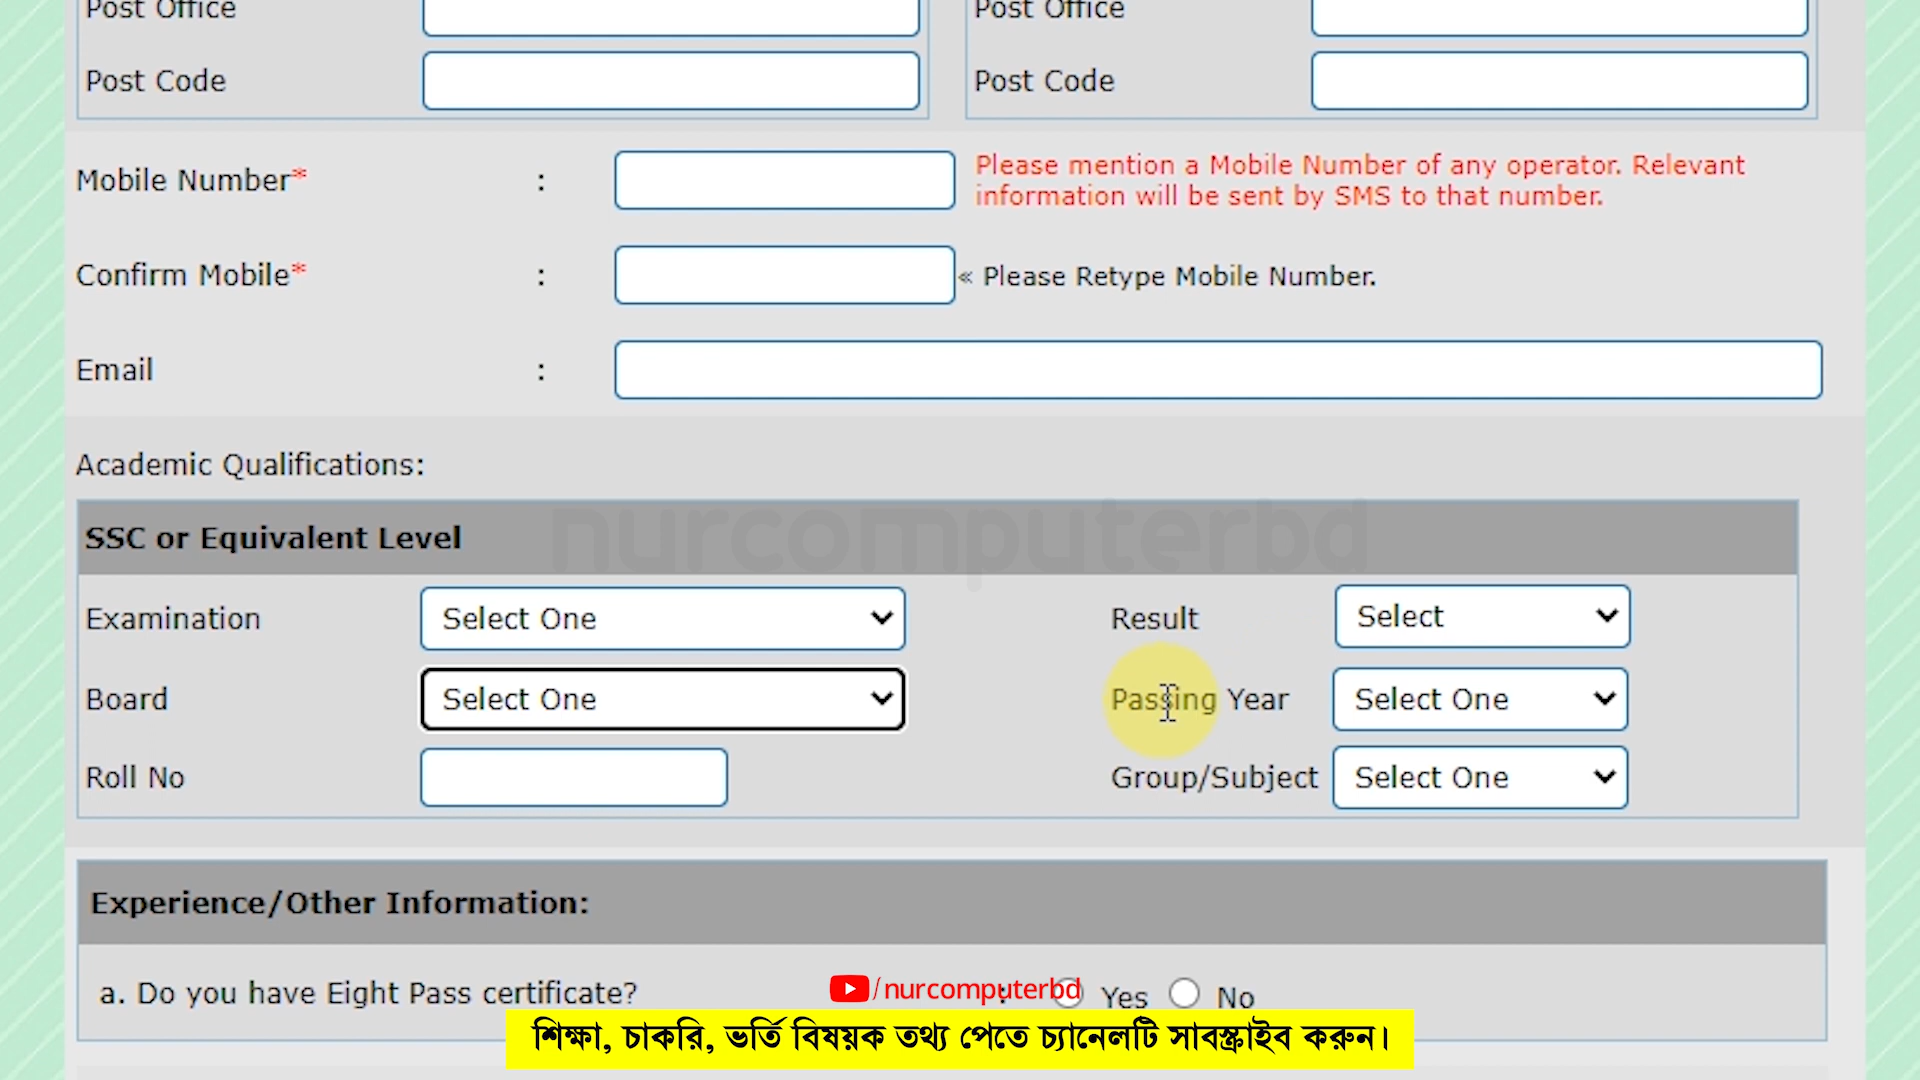 Post Office
Post Office
Post Code
Post Code
Mobile Number* :
Please mention a Mobile Number of any operator. Relevant
information will be sent by SMS to that number.
Confirm Mobile* : « Please Retype Mobile Number.
Email :
Academic Qualifications:
nurcomputerbd
SSC or Equivalent Level
Examination Select One Result Select
Board Select One Passing Year Select One
Roll No Group/Subject Select One
Experience/Other Information:
a. Do you have Eight Pass certificate? : Yes No
/nurcomputerbd
শিক্ষা, চাকরি, ভর্তি বিষয়ক তথ্য পেতে চ্যানেলটি সাবস্ক্রাইব করুন।